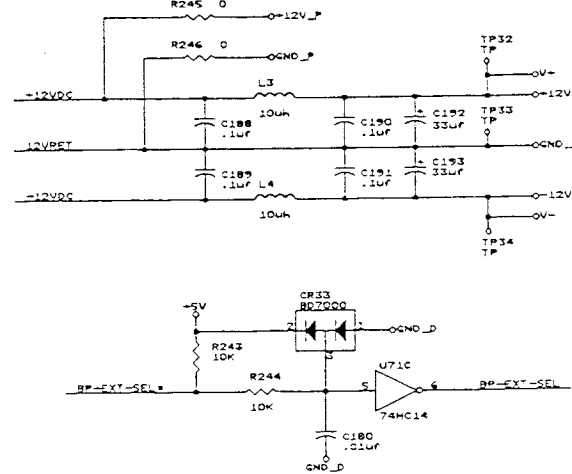 R245 0
+12V_P
R246 0
GND_P
TP32
TP
V+
L3
+12VDC
+12V
10uh
C188
.1uf
C190
.1uf
C192
33uf
TP33
TP
12VRET
GND_D
C189
.1uf
C191
.1uf
C193
33uf
L4
-12VDC
-12V
10uh
V-
TP34
TP
CR33
BD7000
+5V
2
1
GND_D
3
R243
10K
U71C
R244
BP-EXT-SEL*
5
6
BP-EXT-SEL
10K
74HC14
C180
.01uf
GND_D